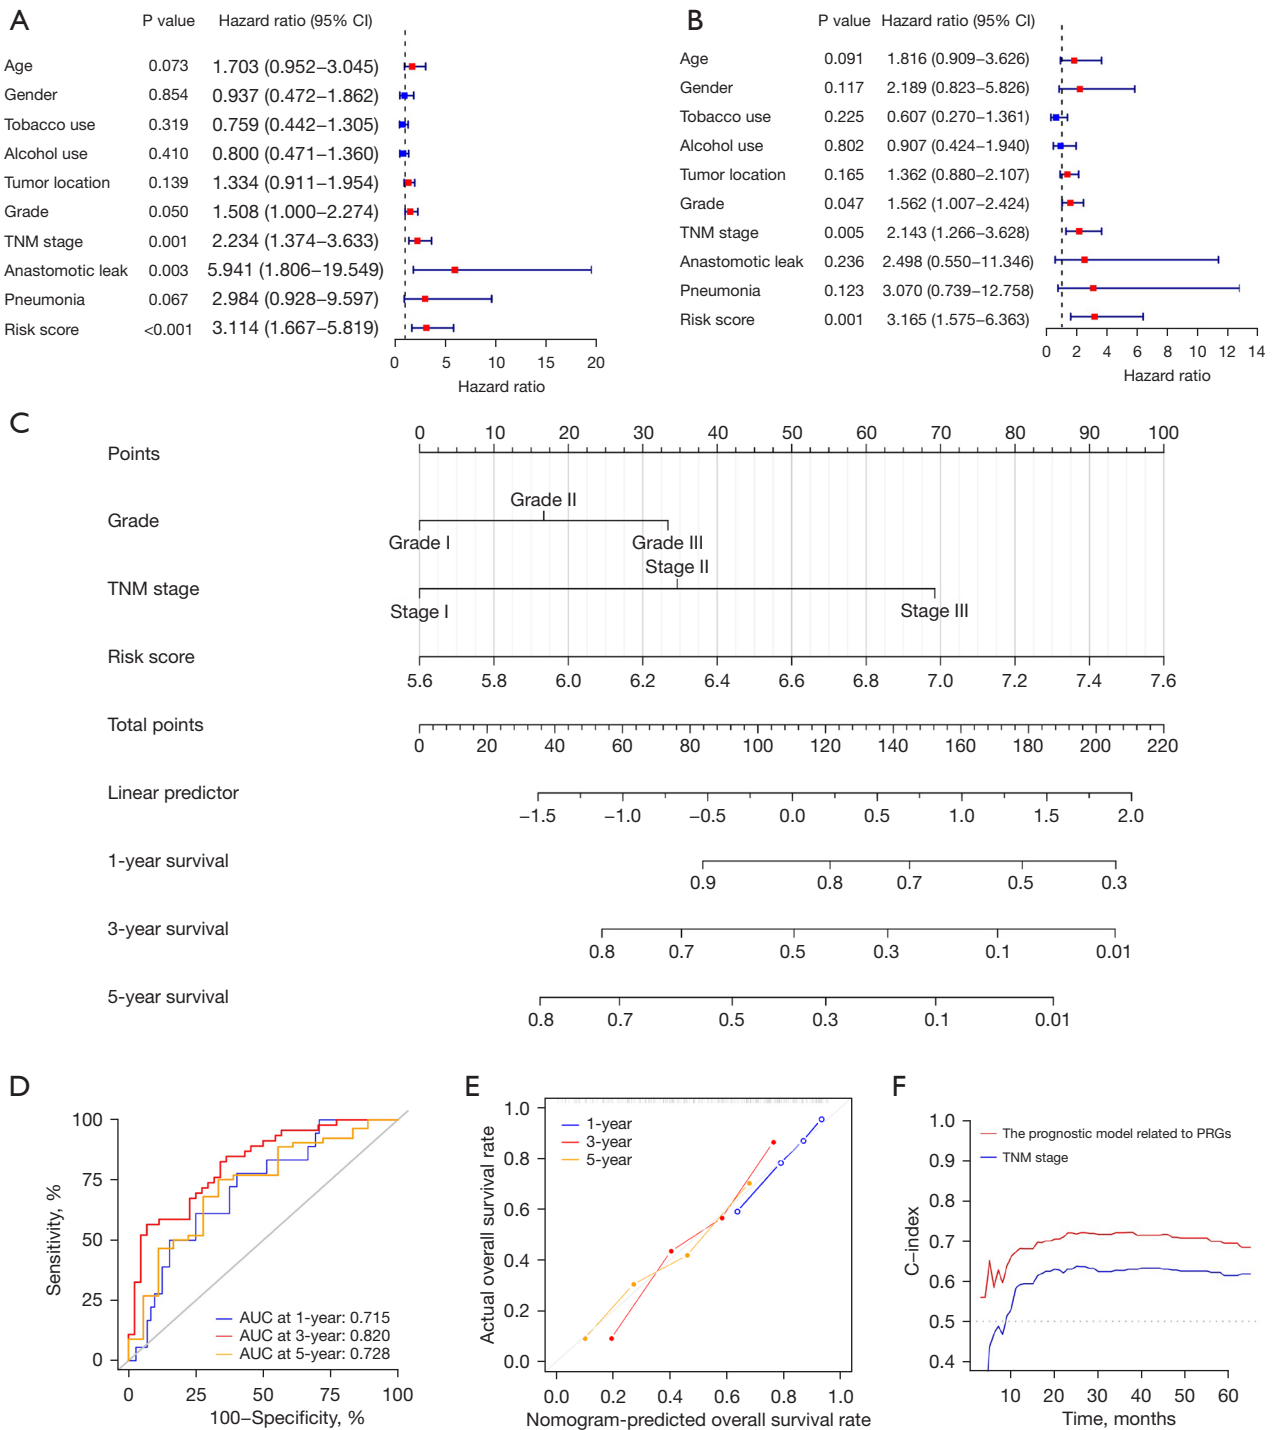 A
P value Hazard ratio (95% CI)
Age 0.073 1.703 (0.952–3.045)
Gender 0.854 0.937 (0.472–1.862)
Tobacco use 0.319 0.759 (0.442–1.305)
Alcohol use 0.410 0.800 (0.471–1.360)
Tumor location 0.139 1.334 (0.911–1.954)
Grade 0.050 1.508 (1.000–2.274)
TNM stage 0.001 2.234 (1.374–3.633)
Anastomotic leak 0.003 5.941 (1.806–19.549)
Pneumonia 0.067 2.984 (0.928–9.597)
Risk score <0.001 3.114 (1.667–5.819)
0 5 10 15 20
Hazard ratio
B
P value Hazard ratio (95% CI)
Age 0.091 1.816 (0.909–3.626)
Gender 0.117 2.189 (0.823–5.826)
Tobacco use 0.225 0.607 (0.270–1.361)
Alcohol use 0.802 0.907 (0.424–1.940)
Tumor location 0.165 1.362 (0.880–2.107)
Grade 0.047 1.562 (1.007–2.424)
TNM stage 0.005 2.143 (1.266–3.628)
Anastomotic leak 0.236 2.498 (0.550–11.346)
Pneumonia 0.123 3.070 (0.739–12.758)
Risk score 0.001 3.165 (1.575–6.363)
0 2 4 6 8 10 12 14
Hazard ratio
C
0 10 20 30 40 50 60 70 80 90 100
Points
Grade II
Grade
Grade I Grade III
Stage II
TNM stage
Stage I Stage III
Risk score
5.6 5.8 6.0 6.2 6.4 6.6 6.8 7.0 7.2 7.4 7.6
Total points
0 20 40 60 80 100 120 140 160 180 200 220
Linear predictor
−1.5 −1.0 −0.5 0.0 0.5 1.0 1.5 2.0
1-year survival
0.9 0.8 0.7 0.5 0.3
3-year survival
0.8 0.7 0.5 0.3 0.1 0.01
5-year survival
0.8 0.7 0.5 0.3 0.1 0.01
D
Sensitivity, %
100
75
50
25
0
AUC at 1-year: 0.715
AUC at 3-year: 0.820
AUC at 5-year: 0.728
0 25 50 75 100
100−Specificity, %
E
Actual overall survival rate
1.0
0.8
0.6
0.4
0.2
0.0
1-year
3-year
5-year
0.0 0.2 0.4 0.6 0.8 1.0
Nomogram-predicted overall survival rate
F
C−index
1.0
0.9
0.8
0.7
0.6
0.5
0.4
The prognostic model related to PRGs
TNM stage
10 20 30 40 50 60
Time, months